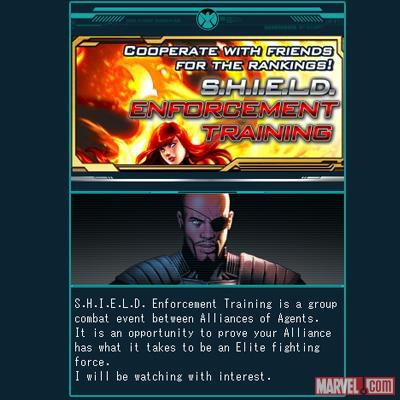 COOPERATE WITH FRIENDS
FOR THE RANKINGS!
S.H.I.E.L.D.
ENFORCEMENT
TRAINING
S.H.I.E.L.D. Enforcement Training is a group
combat event between Alliances of Agents.
It is an opportunity to prove your Alliance
has what it takes to be an Elite fighting
force.
I will be watching with interest.
MARVEL.com